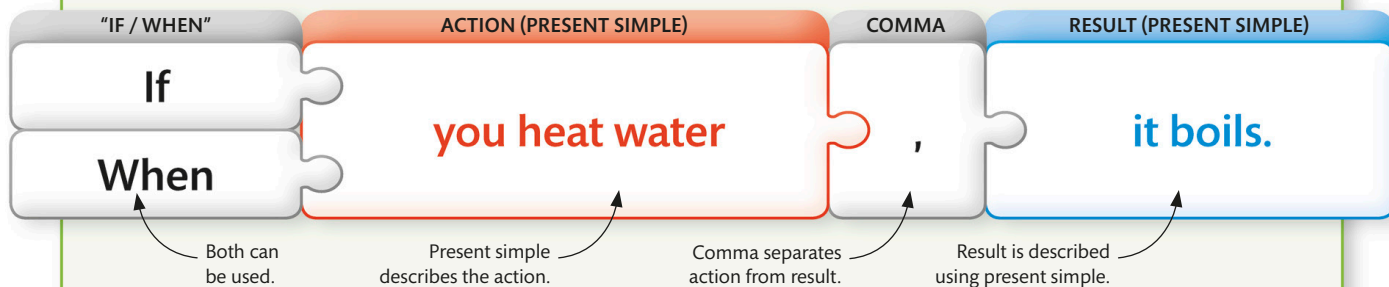 "IF / WHEN" ACTION (PRESENT SIMPLE) COMMA RESULT (PRESENT SIMPLE)
If
When
you heat water
,
it boils.
Both can
be used.
Present simple
describes the action.
Comma separates
action from result.
Result is described
using present simple.